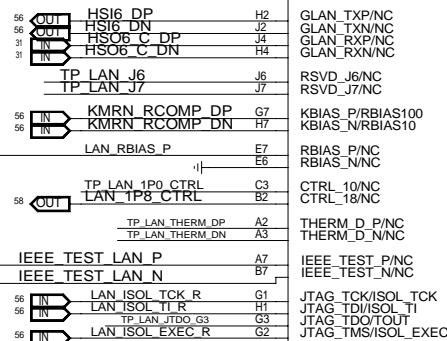 56 OUT HSI6_DP H2 GLAN_TXP/NC
56 OUT HSI6_DN J2 GLAN_TXN/NC
31 IN HSO6_C_DP J4 GLAN_RXP/NC
31 IN HSO6_C_DN H4 GLAN_RXN/NC
TP_LAN_J6 J6 RSVD_J6/NC
TP_LAN_J7 J7 RSVD_J7/NC
56 IN KMRN_RCOMP_DP G7 KBIAS_P/RBIAS100
56 IN KMRN_RCOMP_DN H7 KBIAS_N/RBIAS10
LAN_RBIAS_P E7 RBIAS_P/NC
E6 RBIAS_N/NC
TP_LAN_1P0_CTRL C3 CTRL_10/NC
58 OUT LAN_1P8_CTRL B2 CTRL_18/NC
TP_LAN_THERM_DP A2 THERM_D_P/NC
TP_LAN_THERM_DN A3 THERM_D_N/NC
IEEE_TEST_LAN_P A7 IEEE_TEST_P/NC
IEEE_TEST_LAN_N B7 IEEE_TEST_N/NC
56 IN LAN_ISOL_TCK_R G1 JTAG_TCK/ISOL_TCK
56 IN LAN_ISOL_TI_R H1 JTAG_TDI/ISOL_TI
TP_LAN_JTDO_G3 G3 JTAG_TDO/TOUT
56 IN LAN_ISOL_EXEC_R G2 JTAG_TMS/ISOL_EXEC